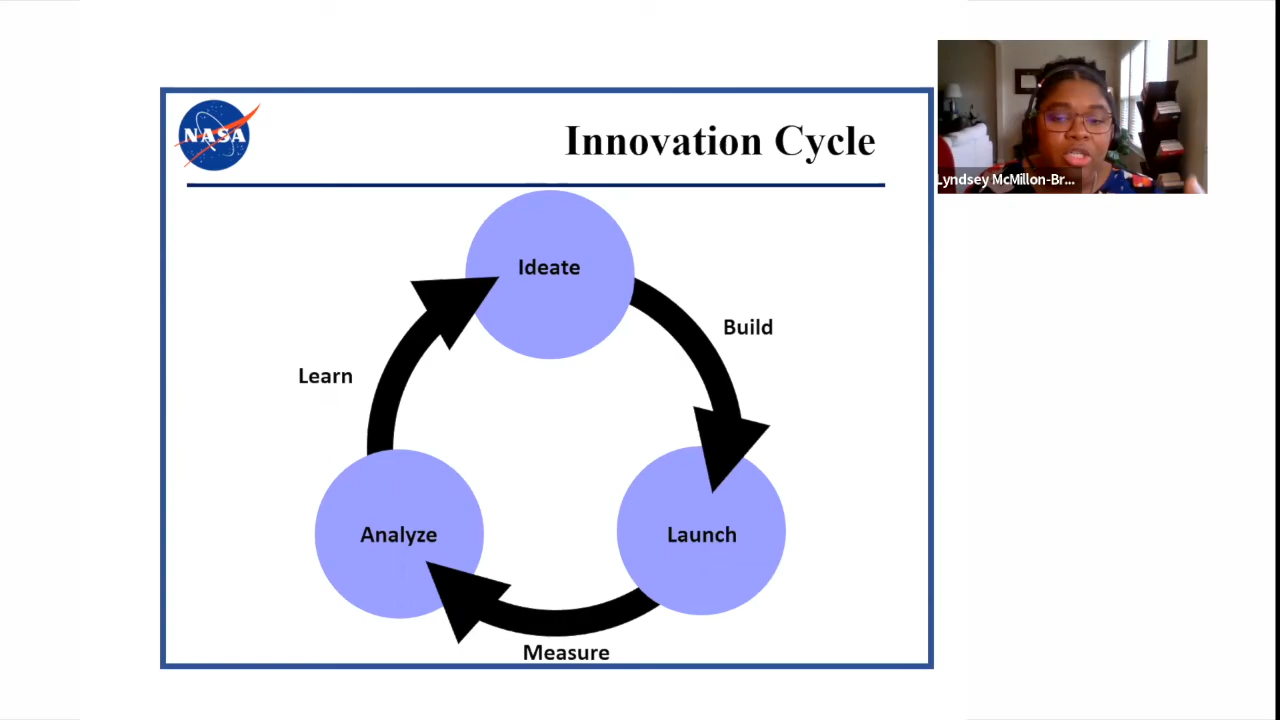 NASA
Innovation Cycle
Lyndsey McMillon-Br...
Ideate
Build
Learn
Analyze
Launch
Measure